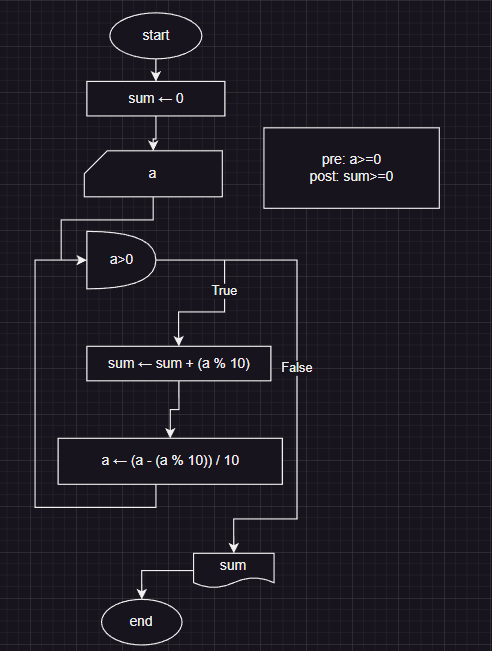 start
sum ← 0
a
pre: a>=0
post: sum>=0
a>0
True
sum ← sum + (a % 10)
False
a ← (a - (a % 10)) / 10
sum
end